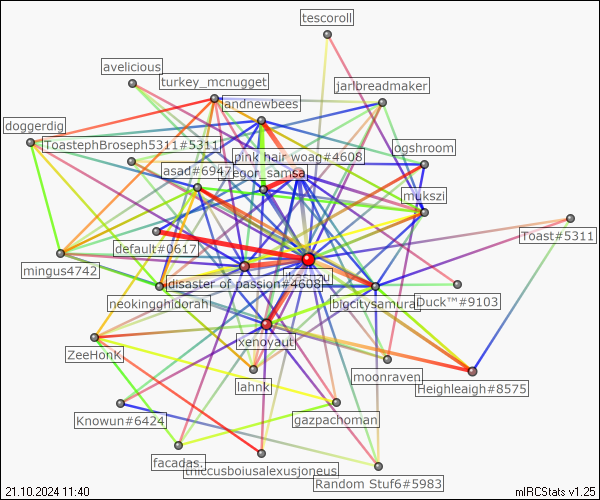 tescoroll
avelicious
turkey_mcnugget
jarlbreadmaker
landnewbees
doggerdig
ToastephBroseph5311#5311
ogshroom
pink hair woag#4608
asad#6947
egor_samsa
mukszi
Toast#5311
default#0617
mingus4742
disaster of passion#4608
neokingghidorah
bigcitysamurai
Duck™#9103
xenoyaut
ZeeHonK
moonraven
lahnk
Heighleaigh#8575
gazpachoman
Knowun#6424
facadas.
thiccusboiusalexusjoneus
Random Stuf6#5983
21.10.2024 11:40
mIRCStats v1.25